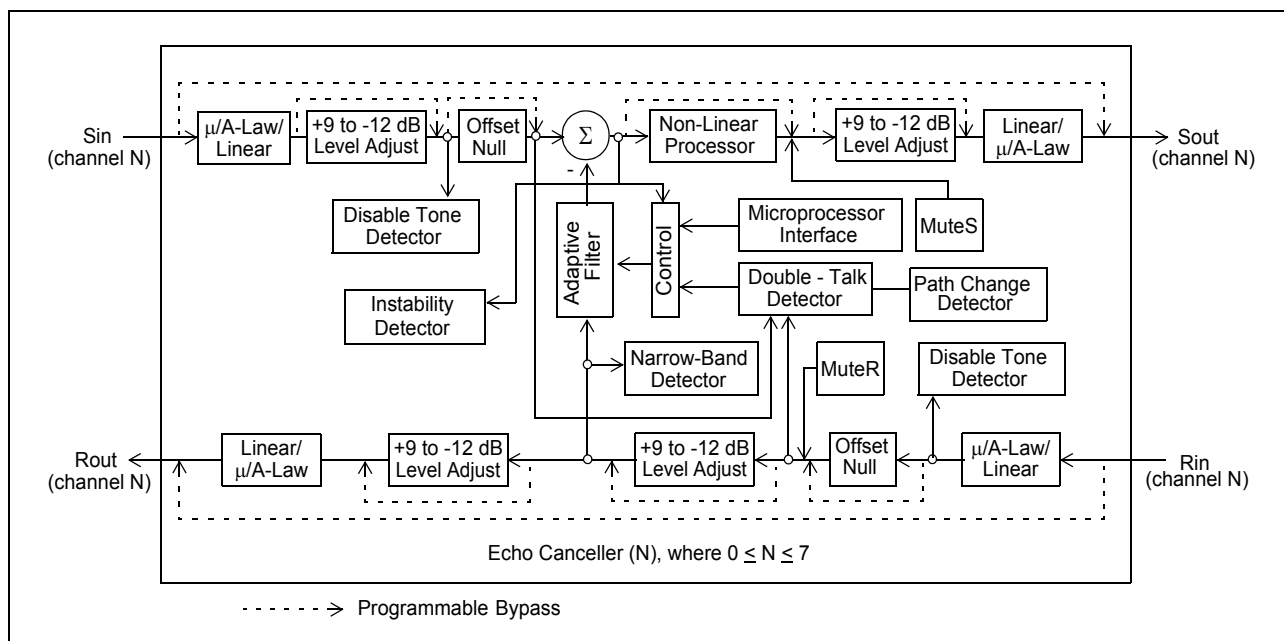 Sin
(channel N)
μ/A-Law/
Linear
+9 to -12 dB
Level Adjust
Offset
Null
Σ
-
Non-Linear
Processor
+9 to -12 dB
Level Adjust
Linear/
μ/A-Law
Sout
(channel N)
Disable Tone
Detector
Adaptive
Filter
Control
Microprocessor
Interface
MuteS
Instability
Detector
Double - Talk
Detector
Path Change
Detector
Narrow-Band
Detector
MuteR
Disable Tone
Detector
Rout
(channel N)
Linear/
μ/A-Law
+9 to -12 dB
Level Adjust
+9 to -12 dB
Level Adjust
Offset
Null
μ/A-Law/
Linear
Rin
(channel N)
Echo Canceller (N), where 0 ≤ N ≤ 7
Programmable Bypass